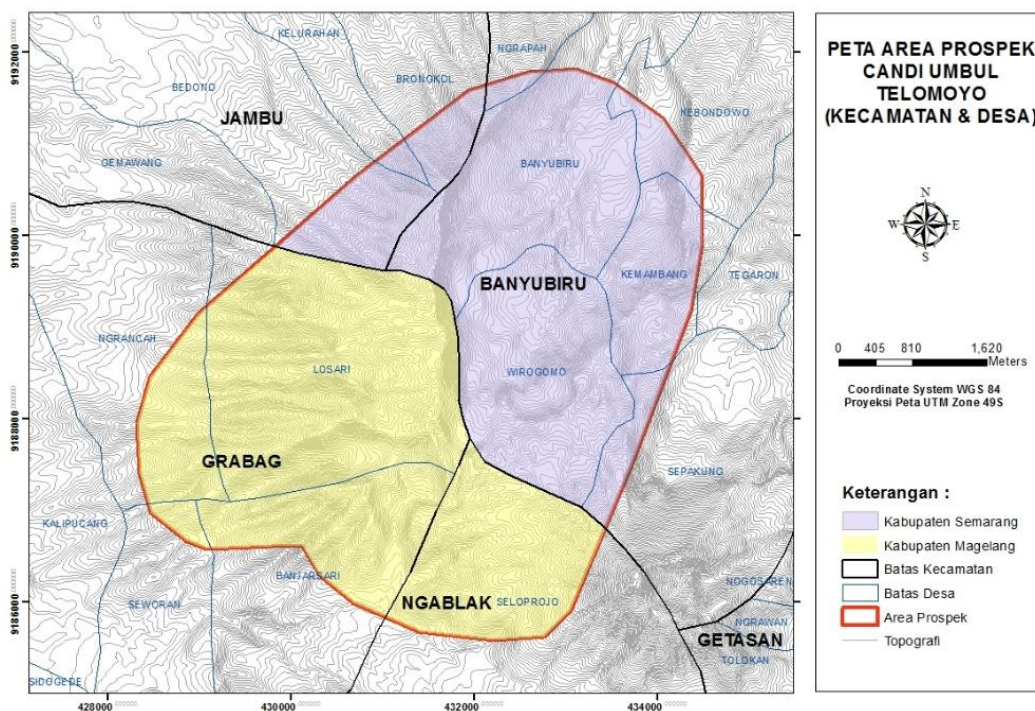 9192000
9190000
9188000
9186000
428000
430000
432000
434000
KELURAHAN
NGRAPAH
BRONGKOL
BEDONO
JAMBU
KEBONDOWO
GEMAWANG
BANYUBIRU
KEMAMBANG
TEGARON
BANYUBIRU
NGRANCAH
LOSARI
WIROGOMO
GRABAG
SEPAKUNG
KALIPUCANG
BANJARSARI
NOGOSAREN
SEWORAN
NGABLAK
SELOPROJO
NGRAWAN
GETASAN
TOLOKAN
SIDOGEDE
PETA AREA PROSPEK
CANDI UMBUL
TELOMOYO
(KECAMATAN & DESA)
N
W E
S
0 405 810 1,620
Meters
Coordinate System WGS 84
Proyeksi Peta UTM Zone 49S
Keterangan :
Kabupaten Semarang
Kabupaten Magelang
Batas Kecamatan
Batas Desa
Area Prospek
Topografi